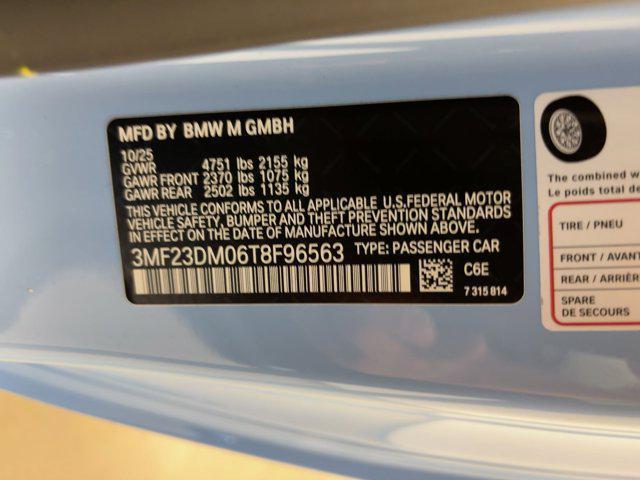 MFD BY BMW M GMBH
10/25
GVWR 4751 lbs 2155 kg
GAWR FRONT 2370 lbs 1075 kg
GAWR REAR 2502 lbs 1135 kg
THIS VEHICLE CONFORMS TO ALL APPLICABLE U.S.FEDERAL MOTOR
VEHICLE SAFETY, BUMPER AND THEFT PREVENTION STANDARDS
IN EFFECT ON THE DATE OF MANUFACTURE SHOWN ABOVE.
3MF23DM06T8F96563 TYPE: PASSENGER CAR
C6E
7 315 814
The combined w
Le poids total de
TIRE / PNEU
FRONT / AVANT
REAR / ARRIÈR
SPARE
DE SECOURS